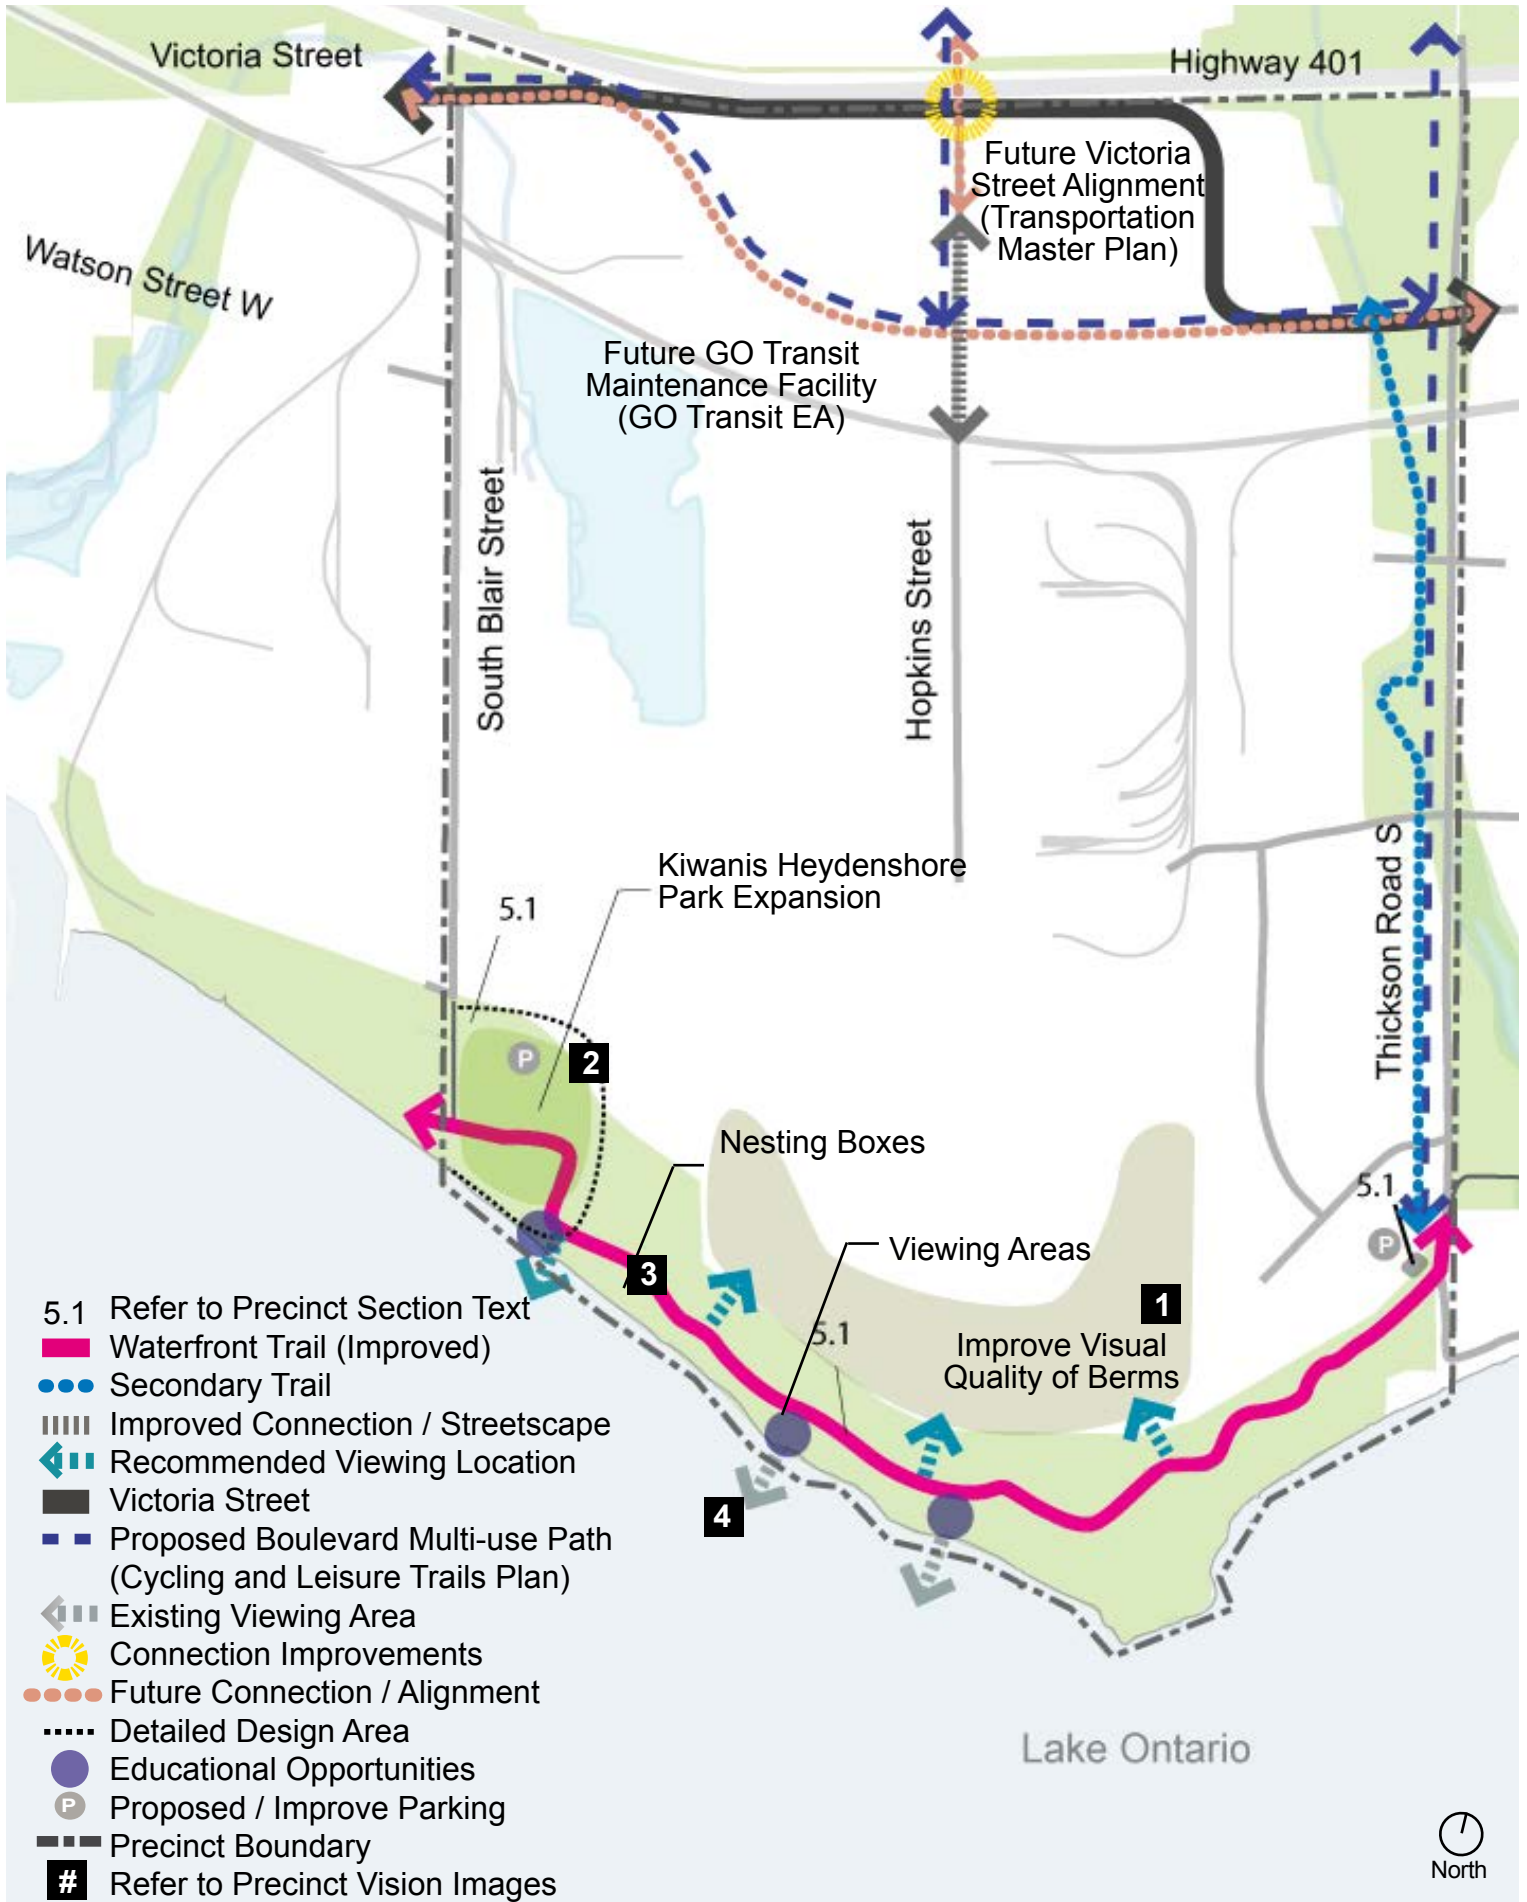 Victoria Street
Highway 401
Future Victoria
Street Alignment
(Transportation
Master Plan)
Watson Street W
Future GO Transit
Maintenance Facility
(GO Transit EA)
South Blair Street
Hopkins Street
Thickson Road S
Kiwanis Heydenshore
Park Expansion
5.1
P
2
Nesting Boxes
5.1
P
Viewing Areas
3
1
5.1
Improve Visual
Quality of Berms
4
5.1 Refer to Precinct Section Text
Waterfront Trail (Improved)
Secondary Trail
Improved Connection / Streetscape
Recommended Viewing Location
Victoria Street
Proposed Boulevard Multi-use Path
(Cycling and Leisure Trails Plan)
Existing Viewing Area
Connection Improvements
Future Connection / Alignment
Detailed Design Area
Educational Opportunities
P Proposed / Improve Parking
Precinct Boundary
# Refer to Precinct Vision Images
Lake Ontario
North